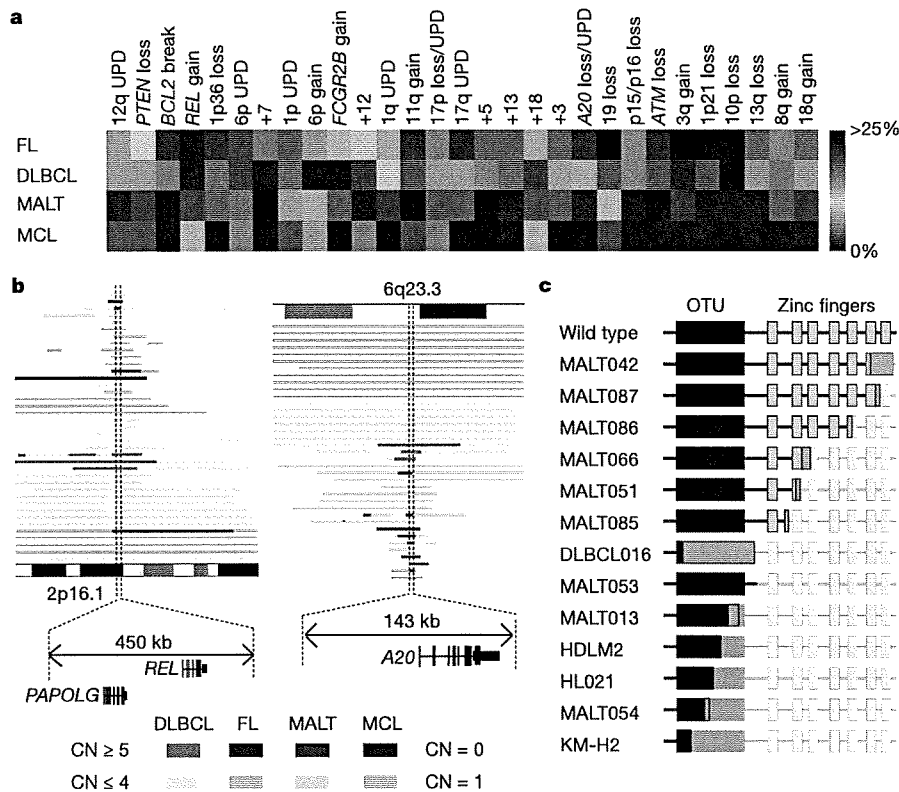 a
12q UPD
PTEN loss
BCL2 break
REL gain
1p36 loss
6p UPD
+7
1p UPD
6p gain
FCGR2B gain
+12
1q UPD
11q gain
17p loss/UPD
17q UPD
+5
+13
+18
+3
A20 loss/UPD
19 loss
p15/p16 loss
ATM loss
3q gain
1p21 loss
10p loss
13q loss
8q gain
18q gain
FL
DLBCL
MALT
MCL
>25%
0%
b
2p16.1
450 kb
REL
PAPOLG
6q23.3
143 kb
A20
DLBCL FL MALT MCL
CN ≥ 5 CN = 0
CN ≤ 4 CN = 1
c
OTU Zinc fingers
Wild type
MALT042
MALT087
MALT086
MALT066
MALT051
MALT085
DLBCL016
MALT053
MALT013
HDLM2
HL021
MALT054
KM-H2